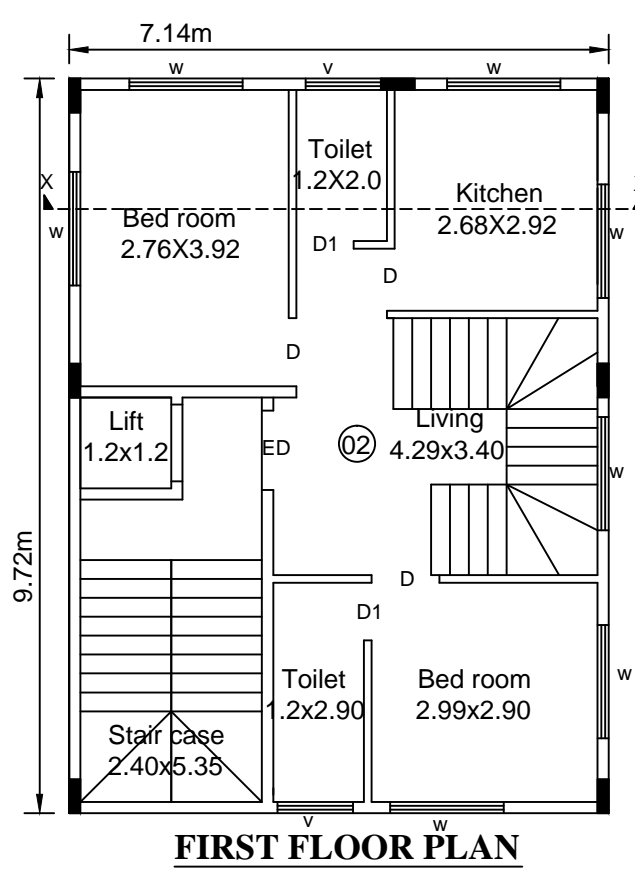 7.14m
w
v
w
Toilet
1.2X2.0
X
Kitchen
2.68X2.92
Bed room
2.76X3.92
w
w
D1
D
D
Lift
1.2x1.2
Living
4.29x3.40
ED
02
w
9.72m
D
D1
Toilet
1.2x2.90
Bed room
2.99x2.90
w
Stair case
2.40x5.35
v
w
FIRST FLOOR PLAN